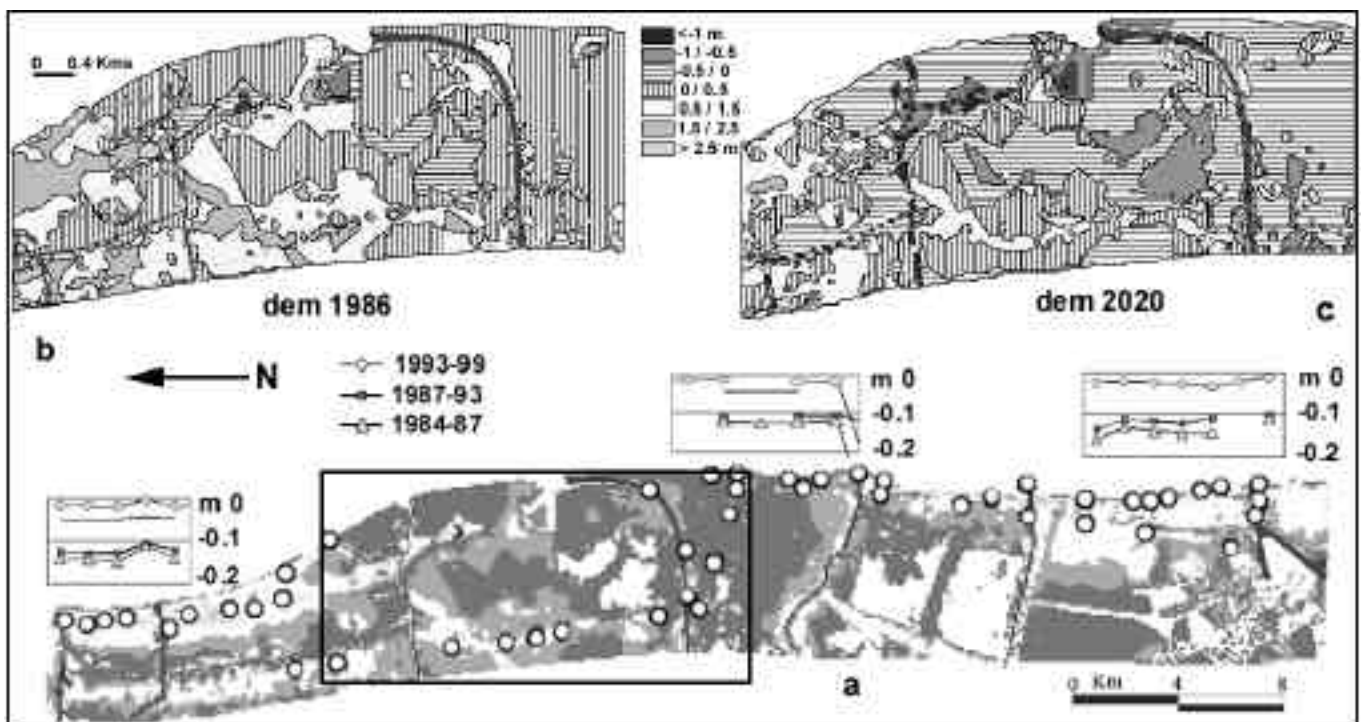 0 0.4 Kms
<-1 m
-1 / -0.5
-0.5 / 0
0 / 0.5
0.5 / 1.5
1.5 / 2.5
> 2.5 m
dem 1986
dem 2020
c
b
N
1993-99
1987-93
1984-87
m 0
-0.1
-0.2
m 0
-0.1
-0.2
m 0
-0.1
-0.2
a
0 Km 4 8